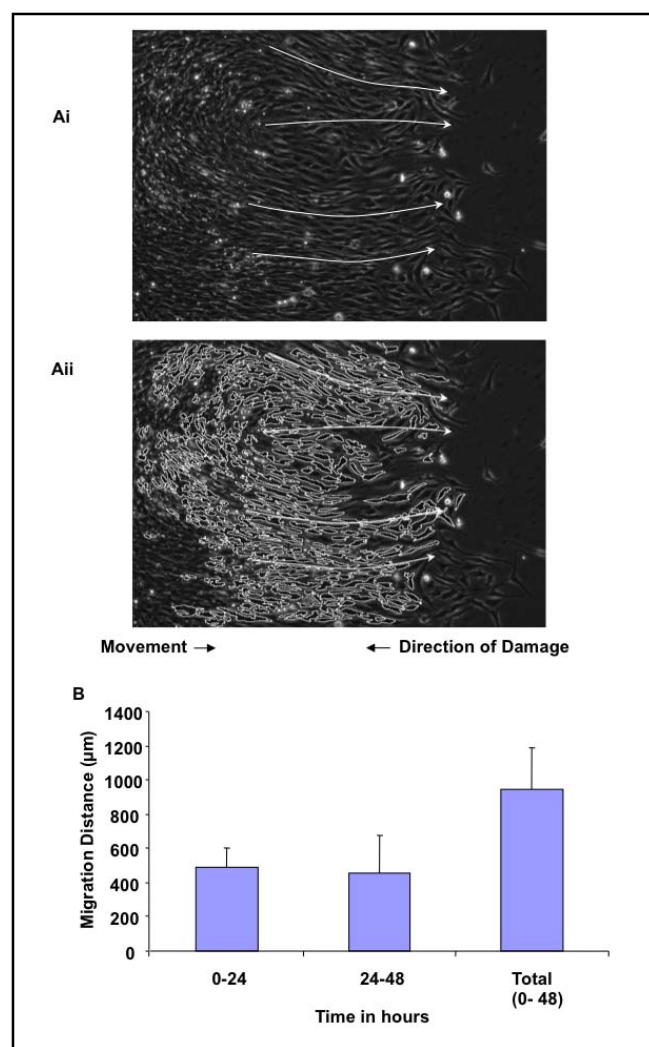 Ai
Aii
Movement → ← Direction of Damage
B
Migration Distance (µm)
1400
1200
1000
800
600
400
200
0
0-24 24-48 Total
(0- 48)
Time in hours